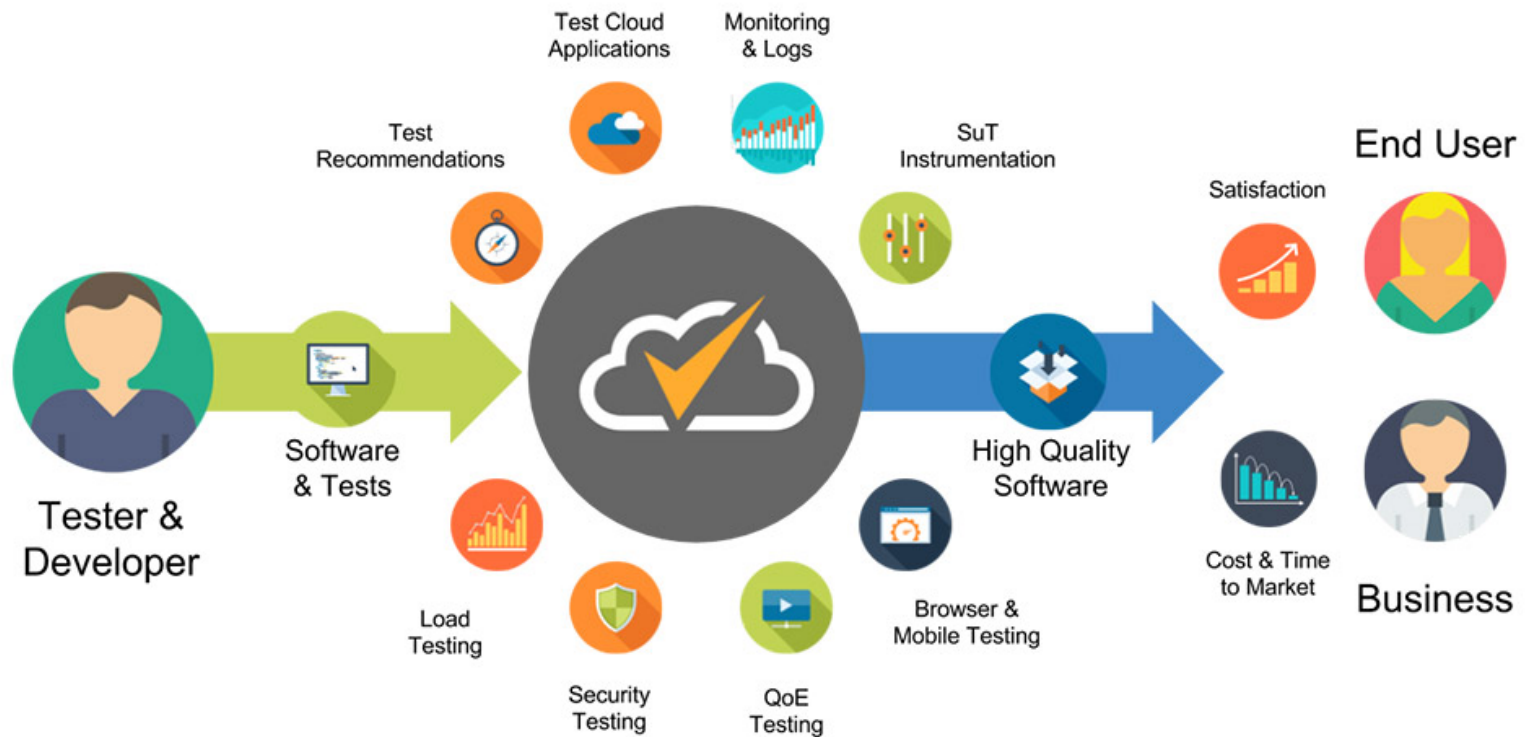 Test Cloud
Applications
Monitoring
& Logs
Test
Recommendations
SuT
Instrumentation
End User
Satisfaction
Software
& Tests
High Quality
Software
Tester &
Developer
Cost & Time
to Market
Business
Load
Testing
Browser &
Mobile Testing
Security
Testing
QoE
Testing